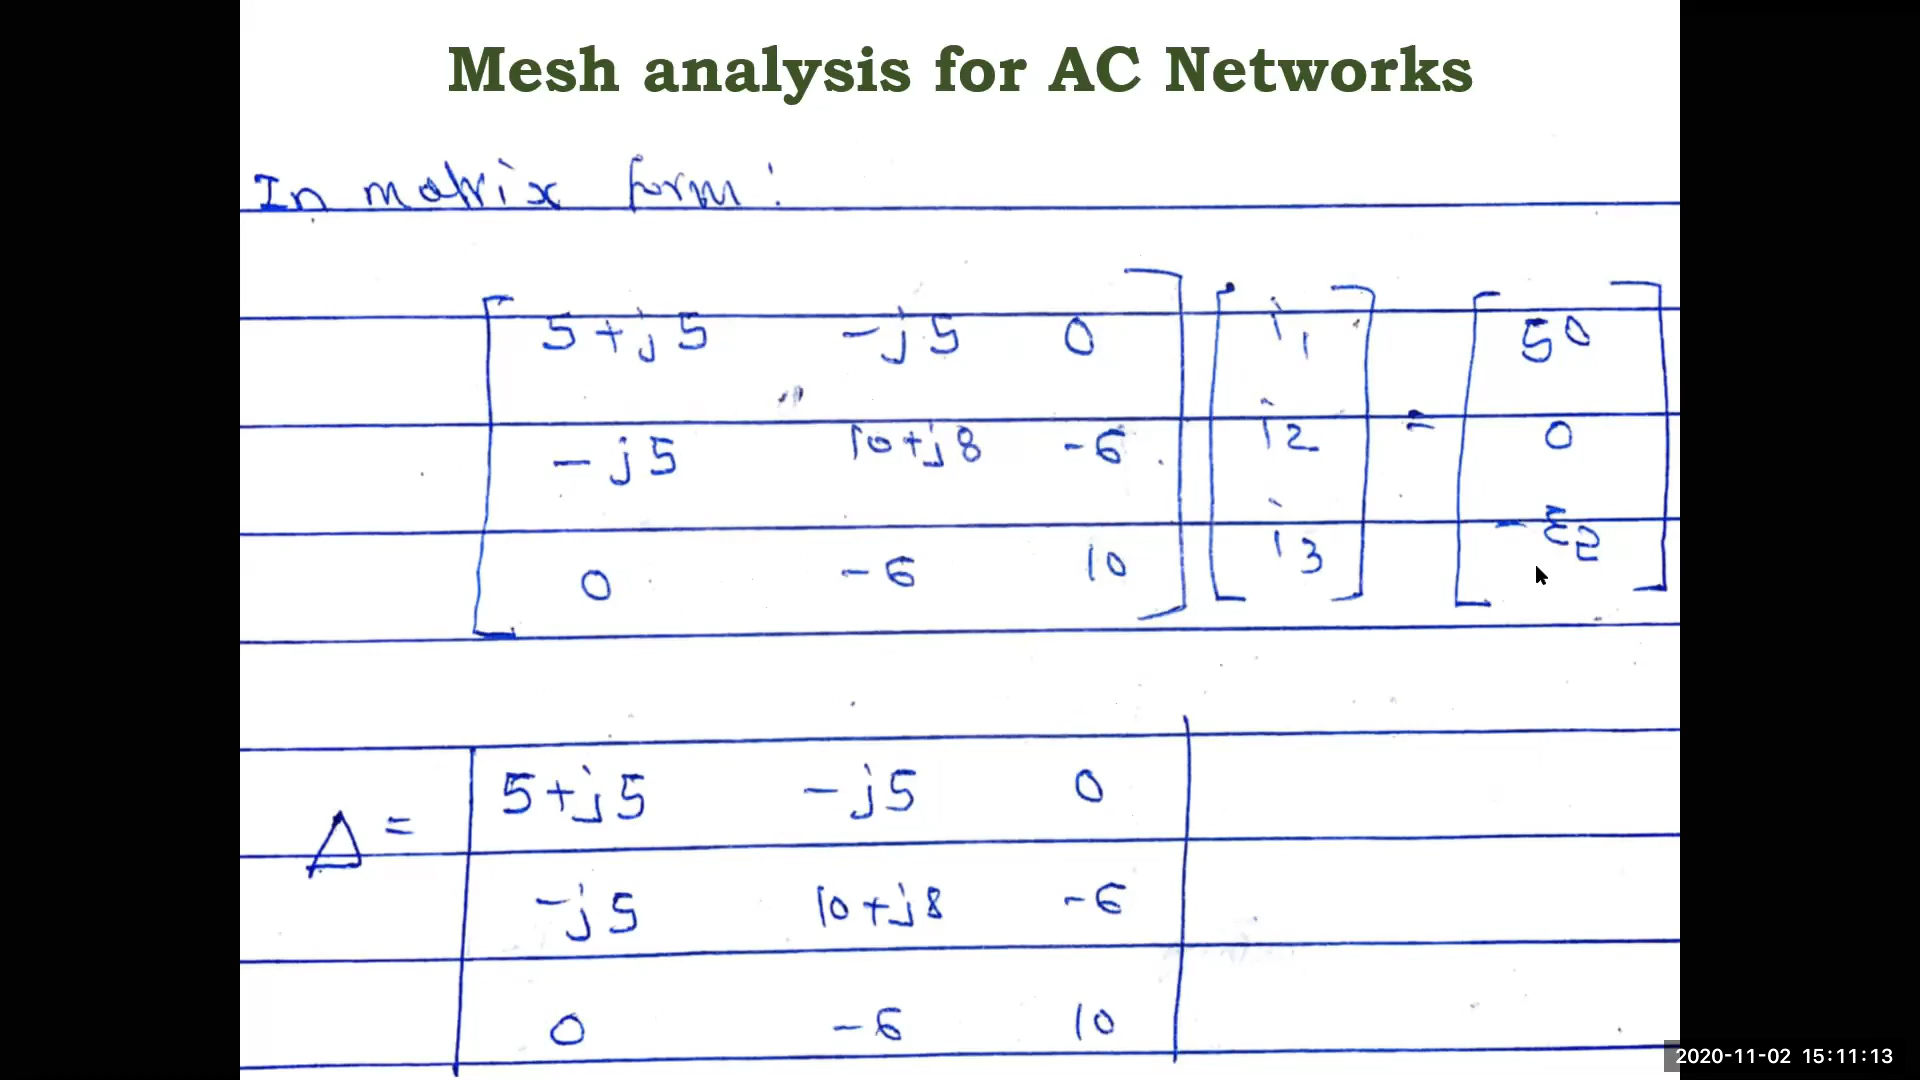 Mesh analysis for AC Networks
In matrix form:
5+j5 -j5 0 i1 50
-j5 10+j8 -6 i2 = 0
0 -6 10 i3 -E2
5+j5 -j5 0
Δ =
-j5 10+j8 -6
0 -6 10
2020-11-02 15:11:13